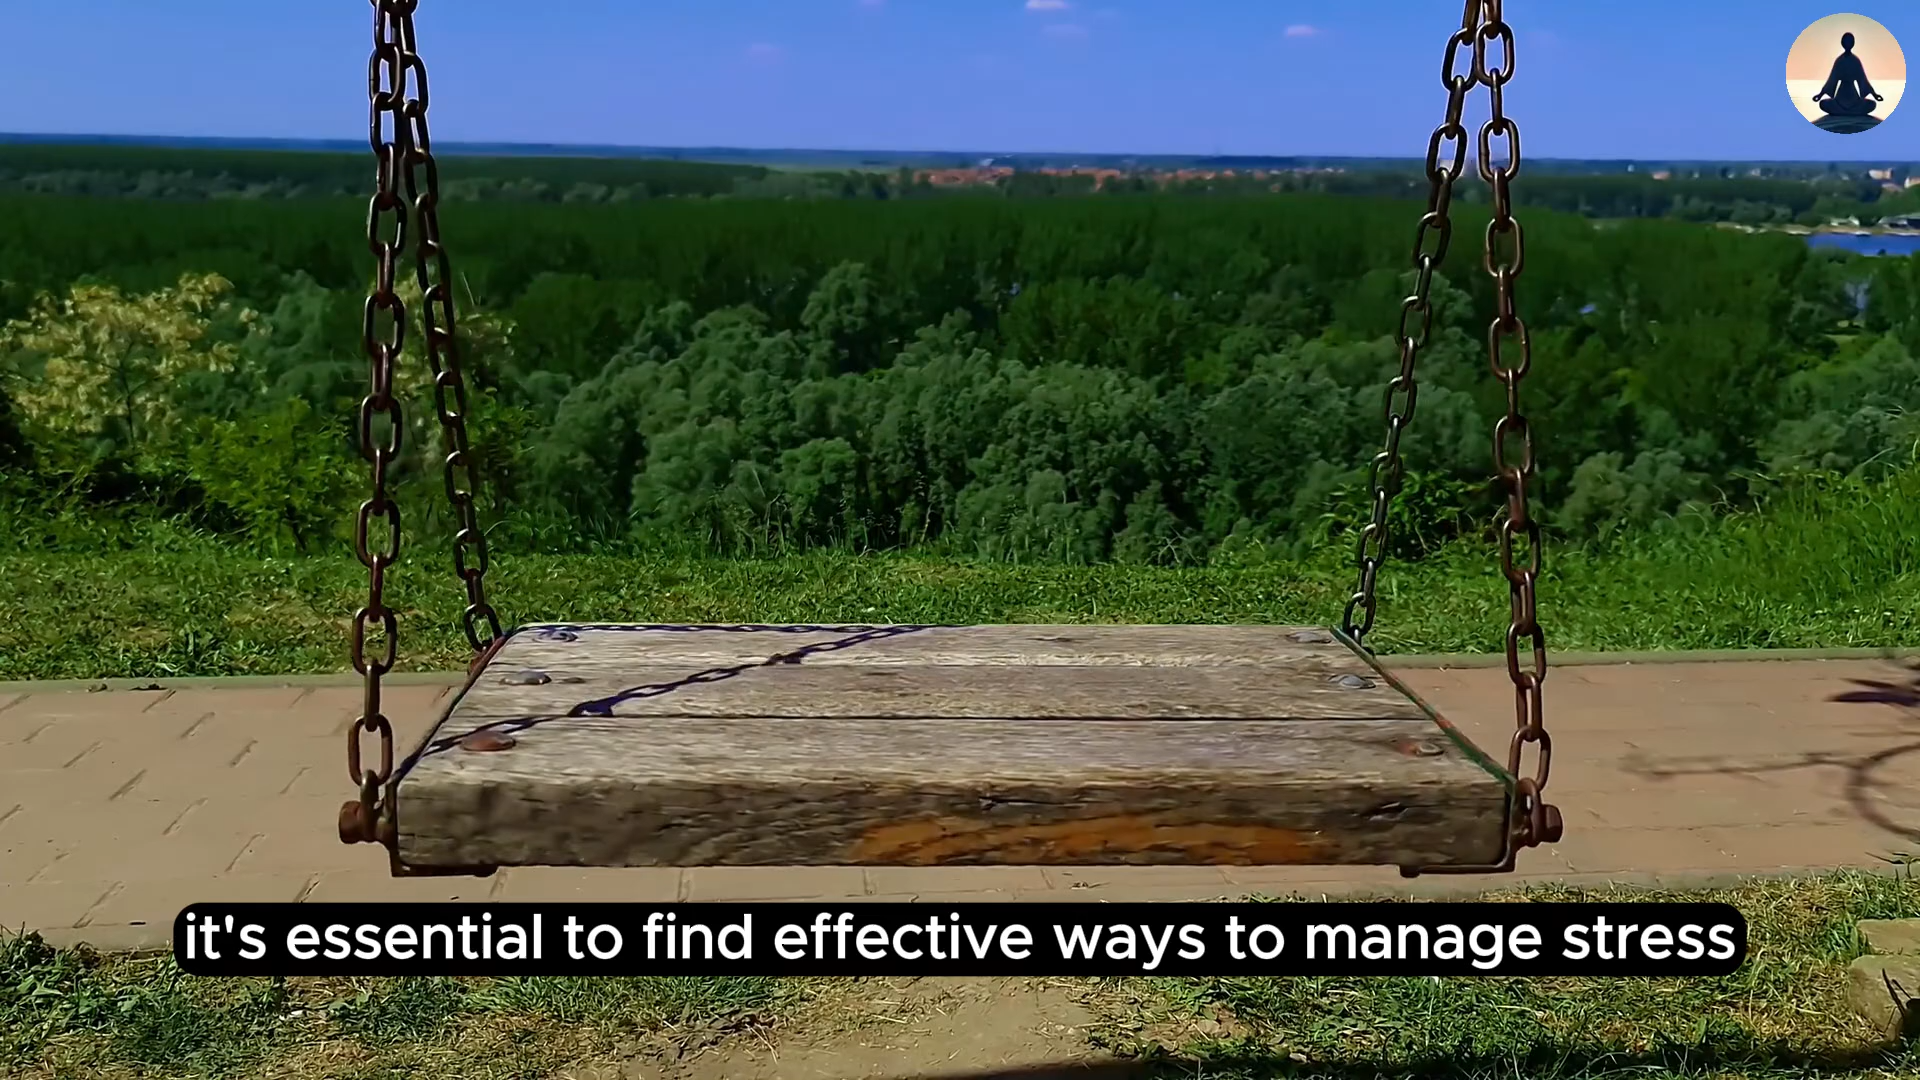 it's essential to find effective ways to manage stress